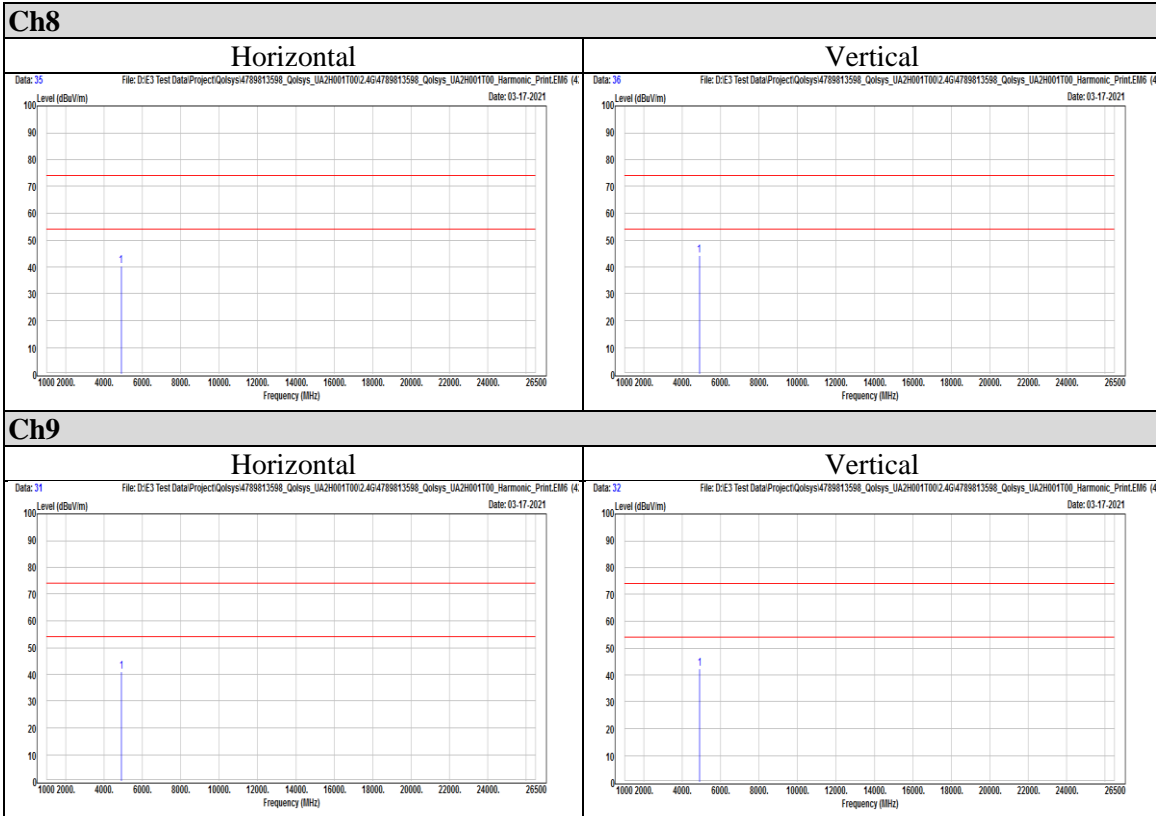 Ch8
Horizontal
Vertical
Data: 35 File: D:\E3 Test Data\Project\Qolsys\4789813598_Qolsys_UA2H001T00\2.4G\4789813598_Qolsys_UA2H001T00_Harmonic_Print.EM6 (4
Level (dBuV/m)
Date: 03-17-2021
100
90
80
70
60
50
40
30
20
10
0
1
1000 2000. 4000. 6000. 8000. 10000. 12000. 14000. 16000. 18000. 20000. 22000. 24000. 26500
Frequency (MHz)
Data: 36 File: D:\E3 Test Data\Project\Qolsys\4789813598_Qolsys_UA2H001T00\2.4G\4789813598_Qolsys_UA2H001T00_Harmonic_Print.EM6 (4
Level (dBuV/m)
Date: 03-17-2021
100
90
80
70
60
50
40
30
20
10
0
1
1000 2000. 4000. 6000. 8000. 10000. 12000. 14000. 16000. 18000. 20000. 22000. 24000. 26500
Frequency (MHz)
Ch9
Horizontal
Vertical
Data: 31 File: D:\E3 Test Data\Project\Qolsys\4789813598_Qolsys_UA2H001T00\2.4G\4789813598_Qolsys_UA2H001T00_Harmonic_Print.EM6 (4
Level (dBuV/m)
Date: 03-17-2021
100
90
80
70
60
50
40
30
20
10
0
1
1000 2000. 4000. 6000. 8000. 10000. 12000. 14000. 16000. 18000. 20000. 22000. 24000. 26500
Frequency (MHz)
Data: 32 File: D:\E3 Test Data\Project\Qolsys\4789813598_Qolsys_UA2H001T00\2.4G\4789813598_Qolsys_UA2H001T00_Harmonic_Print.EM6 (4
Level (dBuV/m)
Date: 03-17-2021
100
90
80
70
60
50
40
30
20
10
0
1
1000 2000. 4000. 6000. 8000. 10000. 12000. 14000. 16000. 18000. 20000. 22000. 24000. 26500
Frequency (MHz)